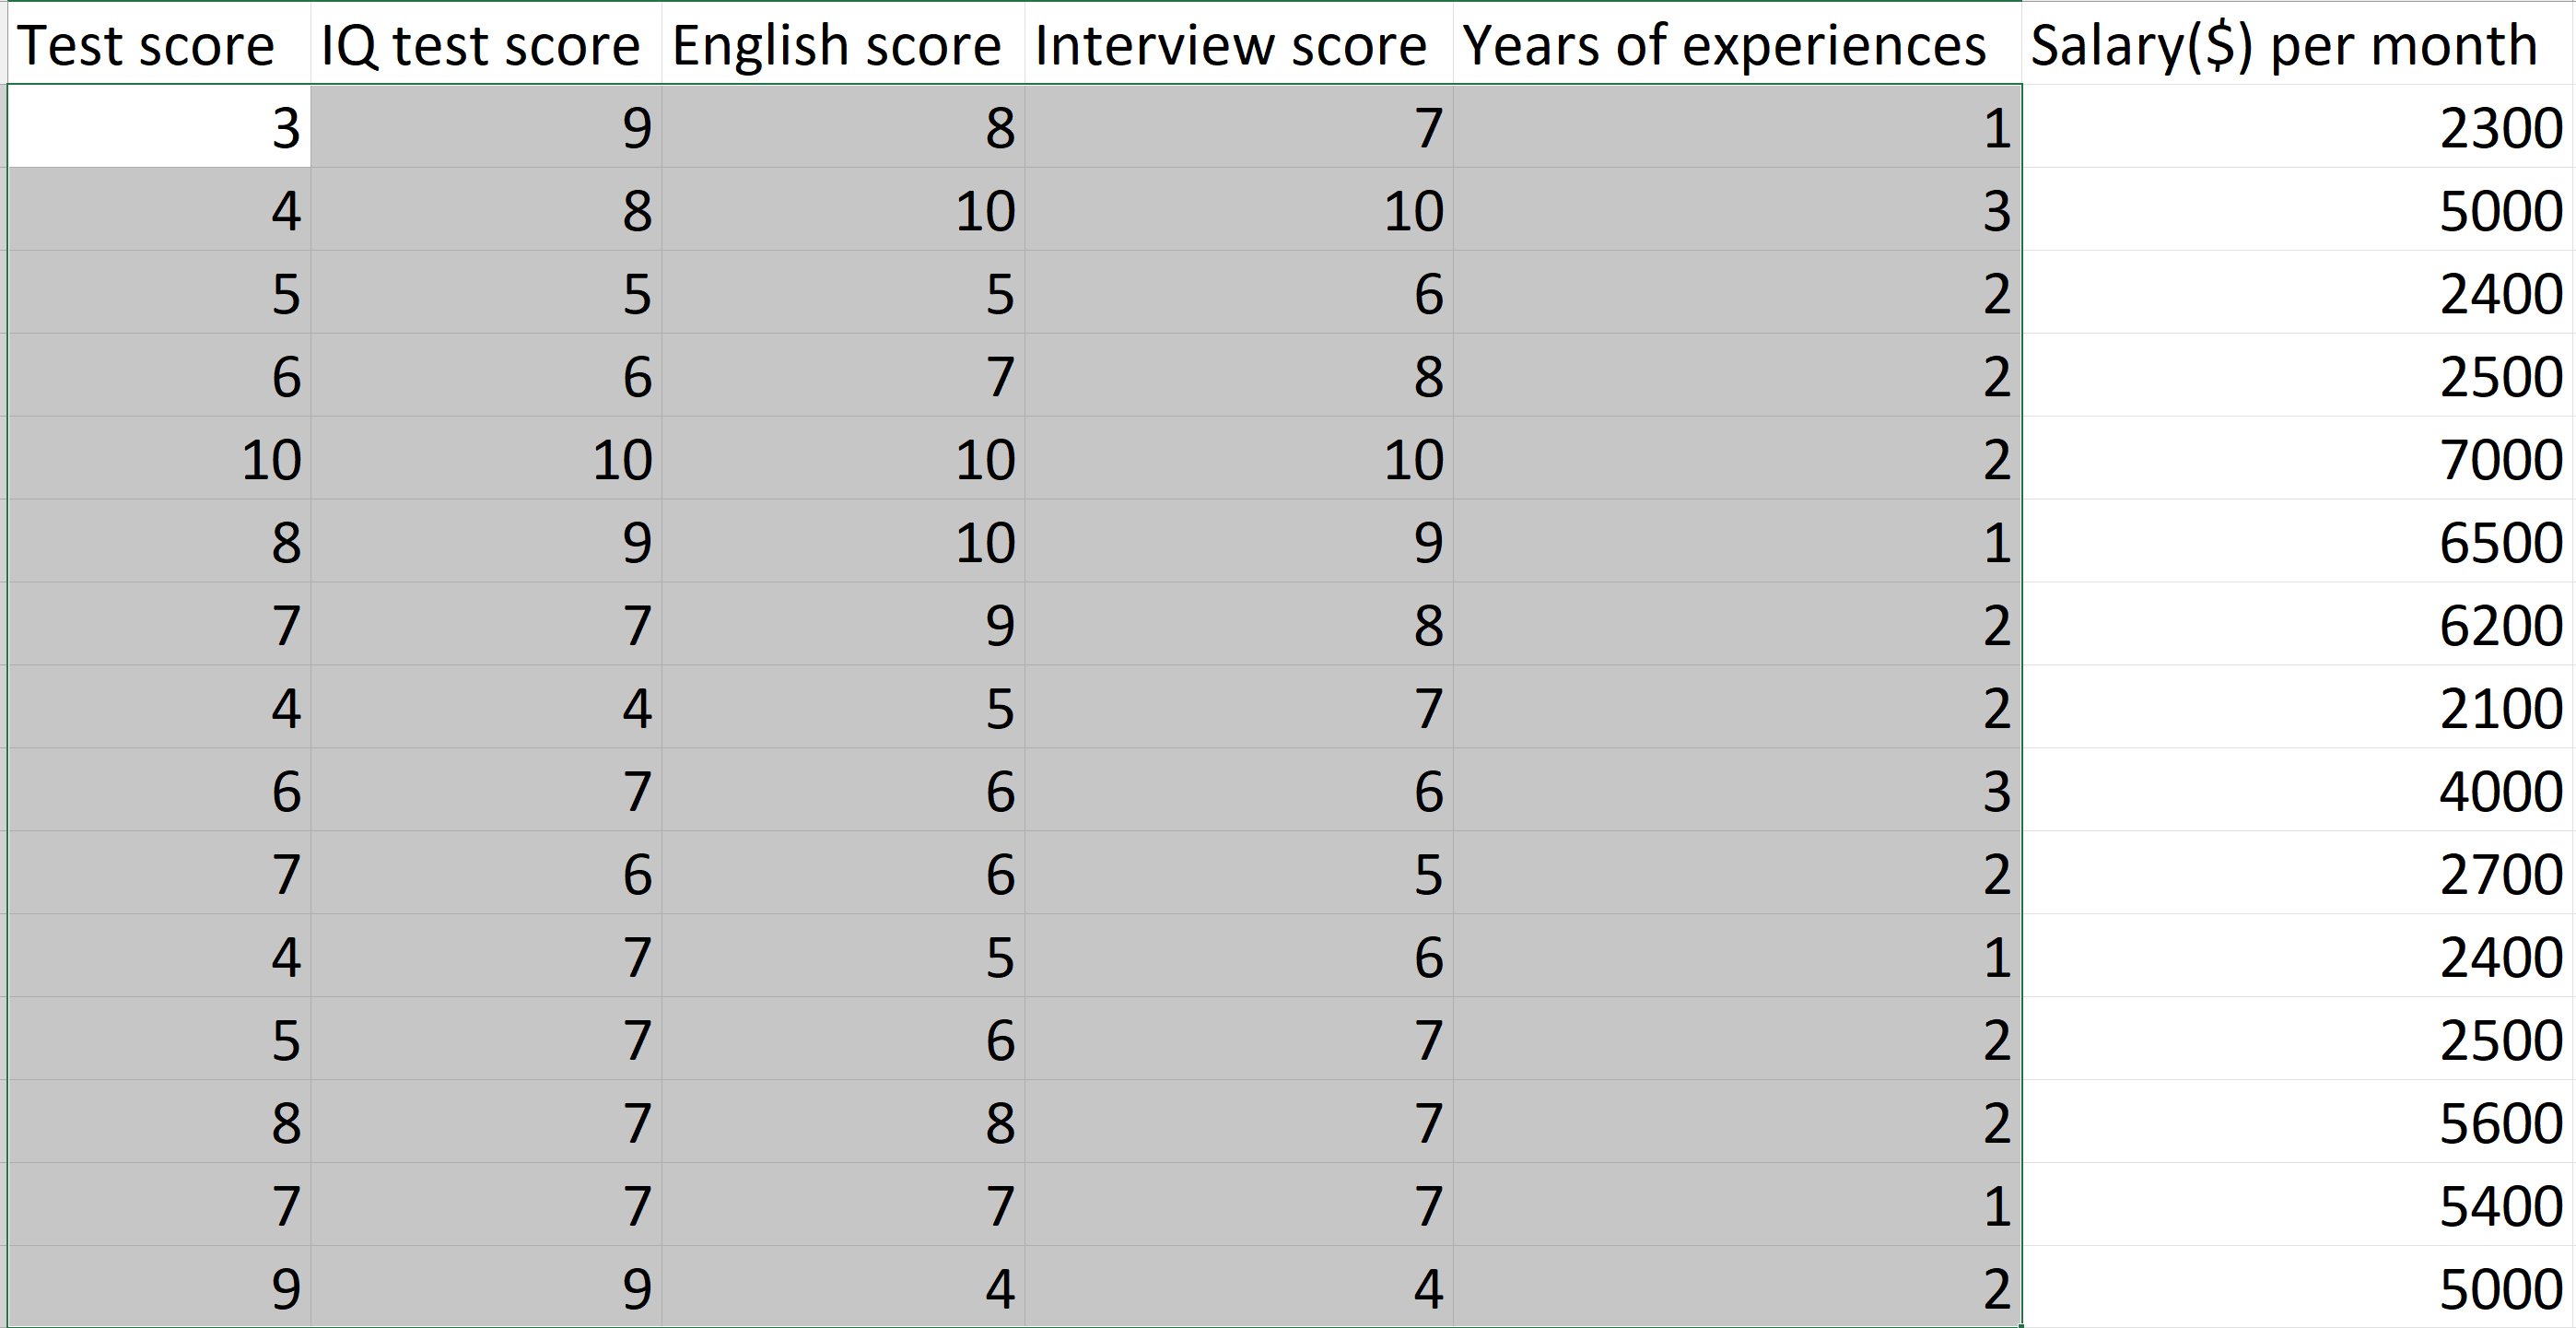 Test score IQ test score English score Interview score Years of experiences Salary($) per month
3 9 8 7 1 2300
4 8 10 10 3 5000
5 5 5 6 2 2400
6 6 7 8 2 2500
10 10 10 10 2 7000
8 9 10 9 1 6500
7 7 9 8 2 6200
4 4 5 7 2 2100
6 7 6 6 3 4000
7 6 6 5 2 2700
4 7 5 6 1 2400
5 7 6 7 2 2500
8 7 8 7 2 5600
7 7 7 7 1 5400
9 9 4 4 2 5000